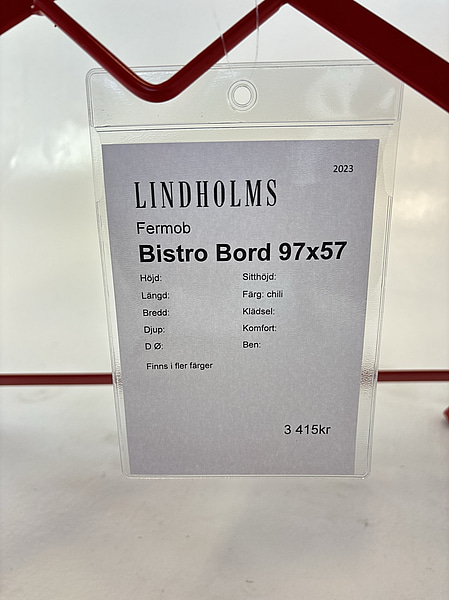 2023
LINDHOLMS
Fermob
Bistro Bord 97x57
Höjd: Sitthöjd:
Längd: Färg: chili
Bredd: Klädsel:
Djup: Komfort:
D Ø: Ben:
Finns i fler färger
3 415kr